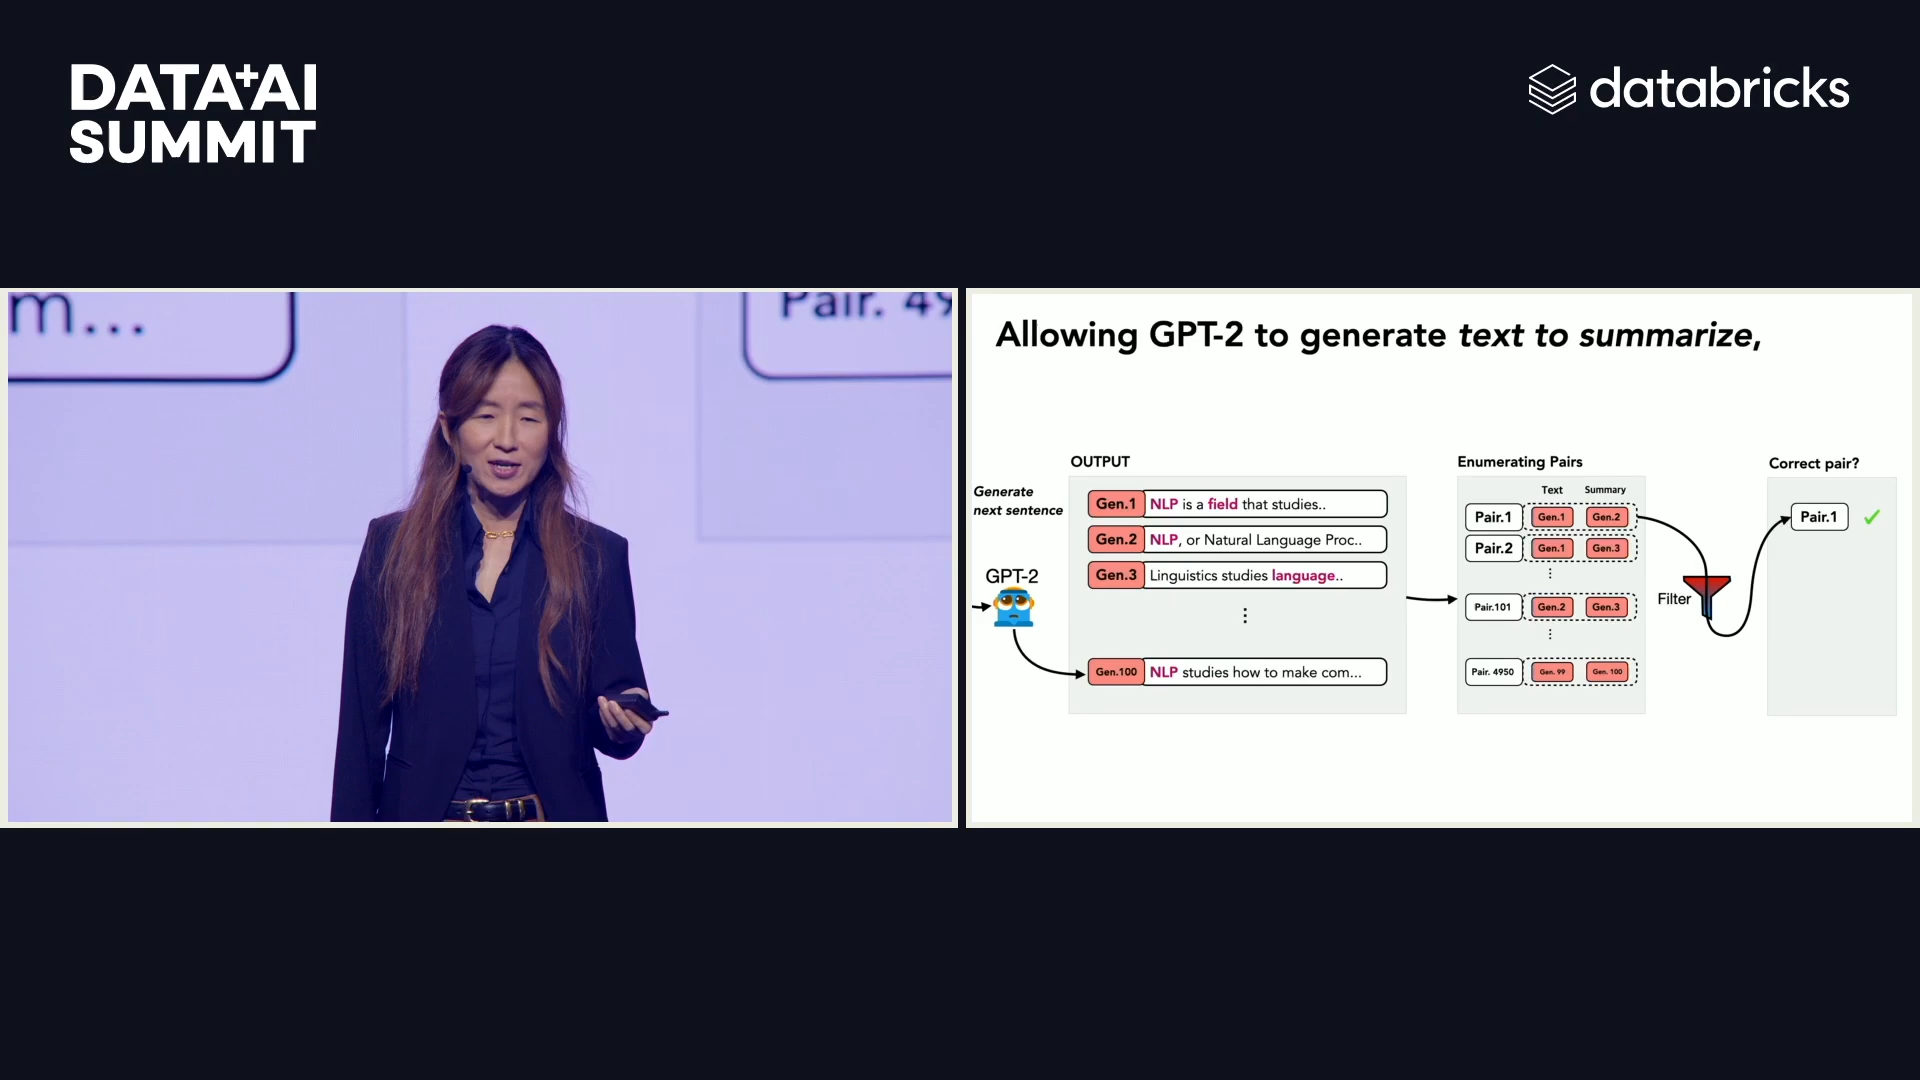 DATA+AI
SUMMIT
databricks
m...
Pair. 49
Allowing GPT-2 to generate text to summarize,
OUTPUT
Generate
next sentence
GPT-2
Gen.1 NLP is a field that studies..
Gen.2 NLP, or Natural Language Proc..
Gen.3 Linguistics studies language..
⋮
Gen.100 NLP studies how to make com...
Enumerating Pairs
Text Summary
Pair.1 Gen.1 Gen.2
Pair.2 Gen.1 Gen.3
⋮
Pair.101 Gen.2 Gen.3
⋮
Pair. 4950 Gen. 99 Gen. 100
Filter
Correct pair?
Pair.1 ✓